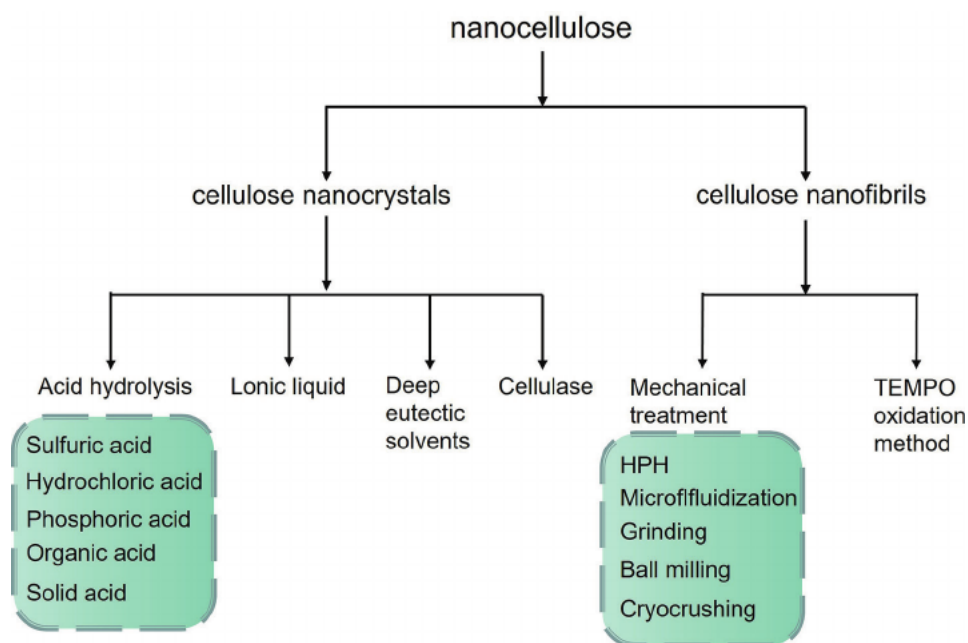 nanocellulose
cellulose nanocrystals
cellulose nanofibrils
Acid hydrolysis
Lonic liquid
Deep
eutectic
solvents
Cellulase
Mechanical
treatment
TEMPO
oxidation
method
Sulfuric acid
Hydrochloric acid
Phosphoric acid
Organic acid
Solid acid
HPH
Microflfluidization
Grinding
Ball milling
Cryocrushing